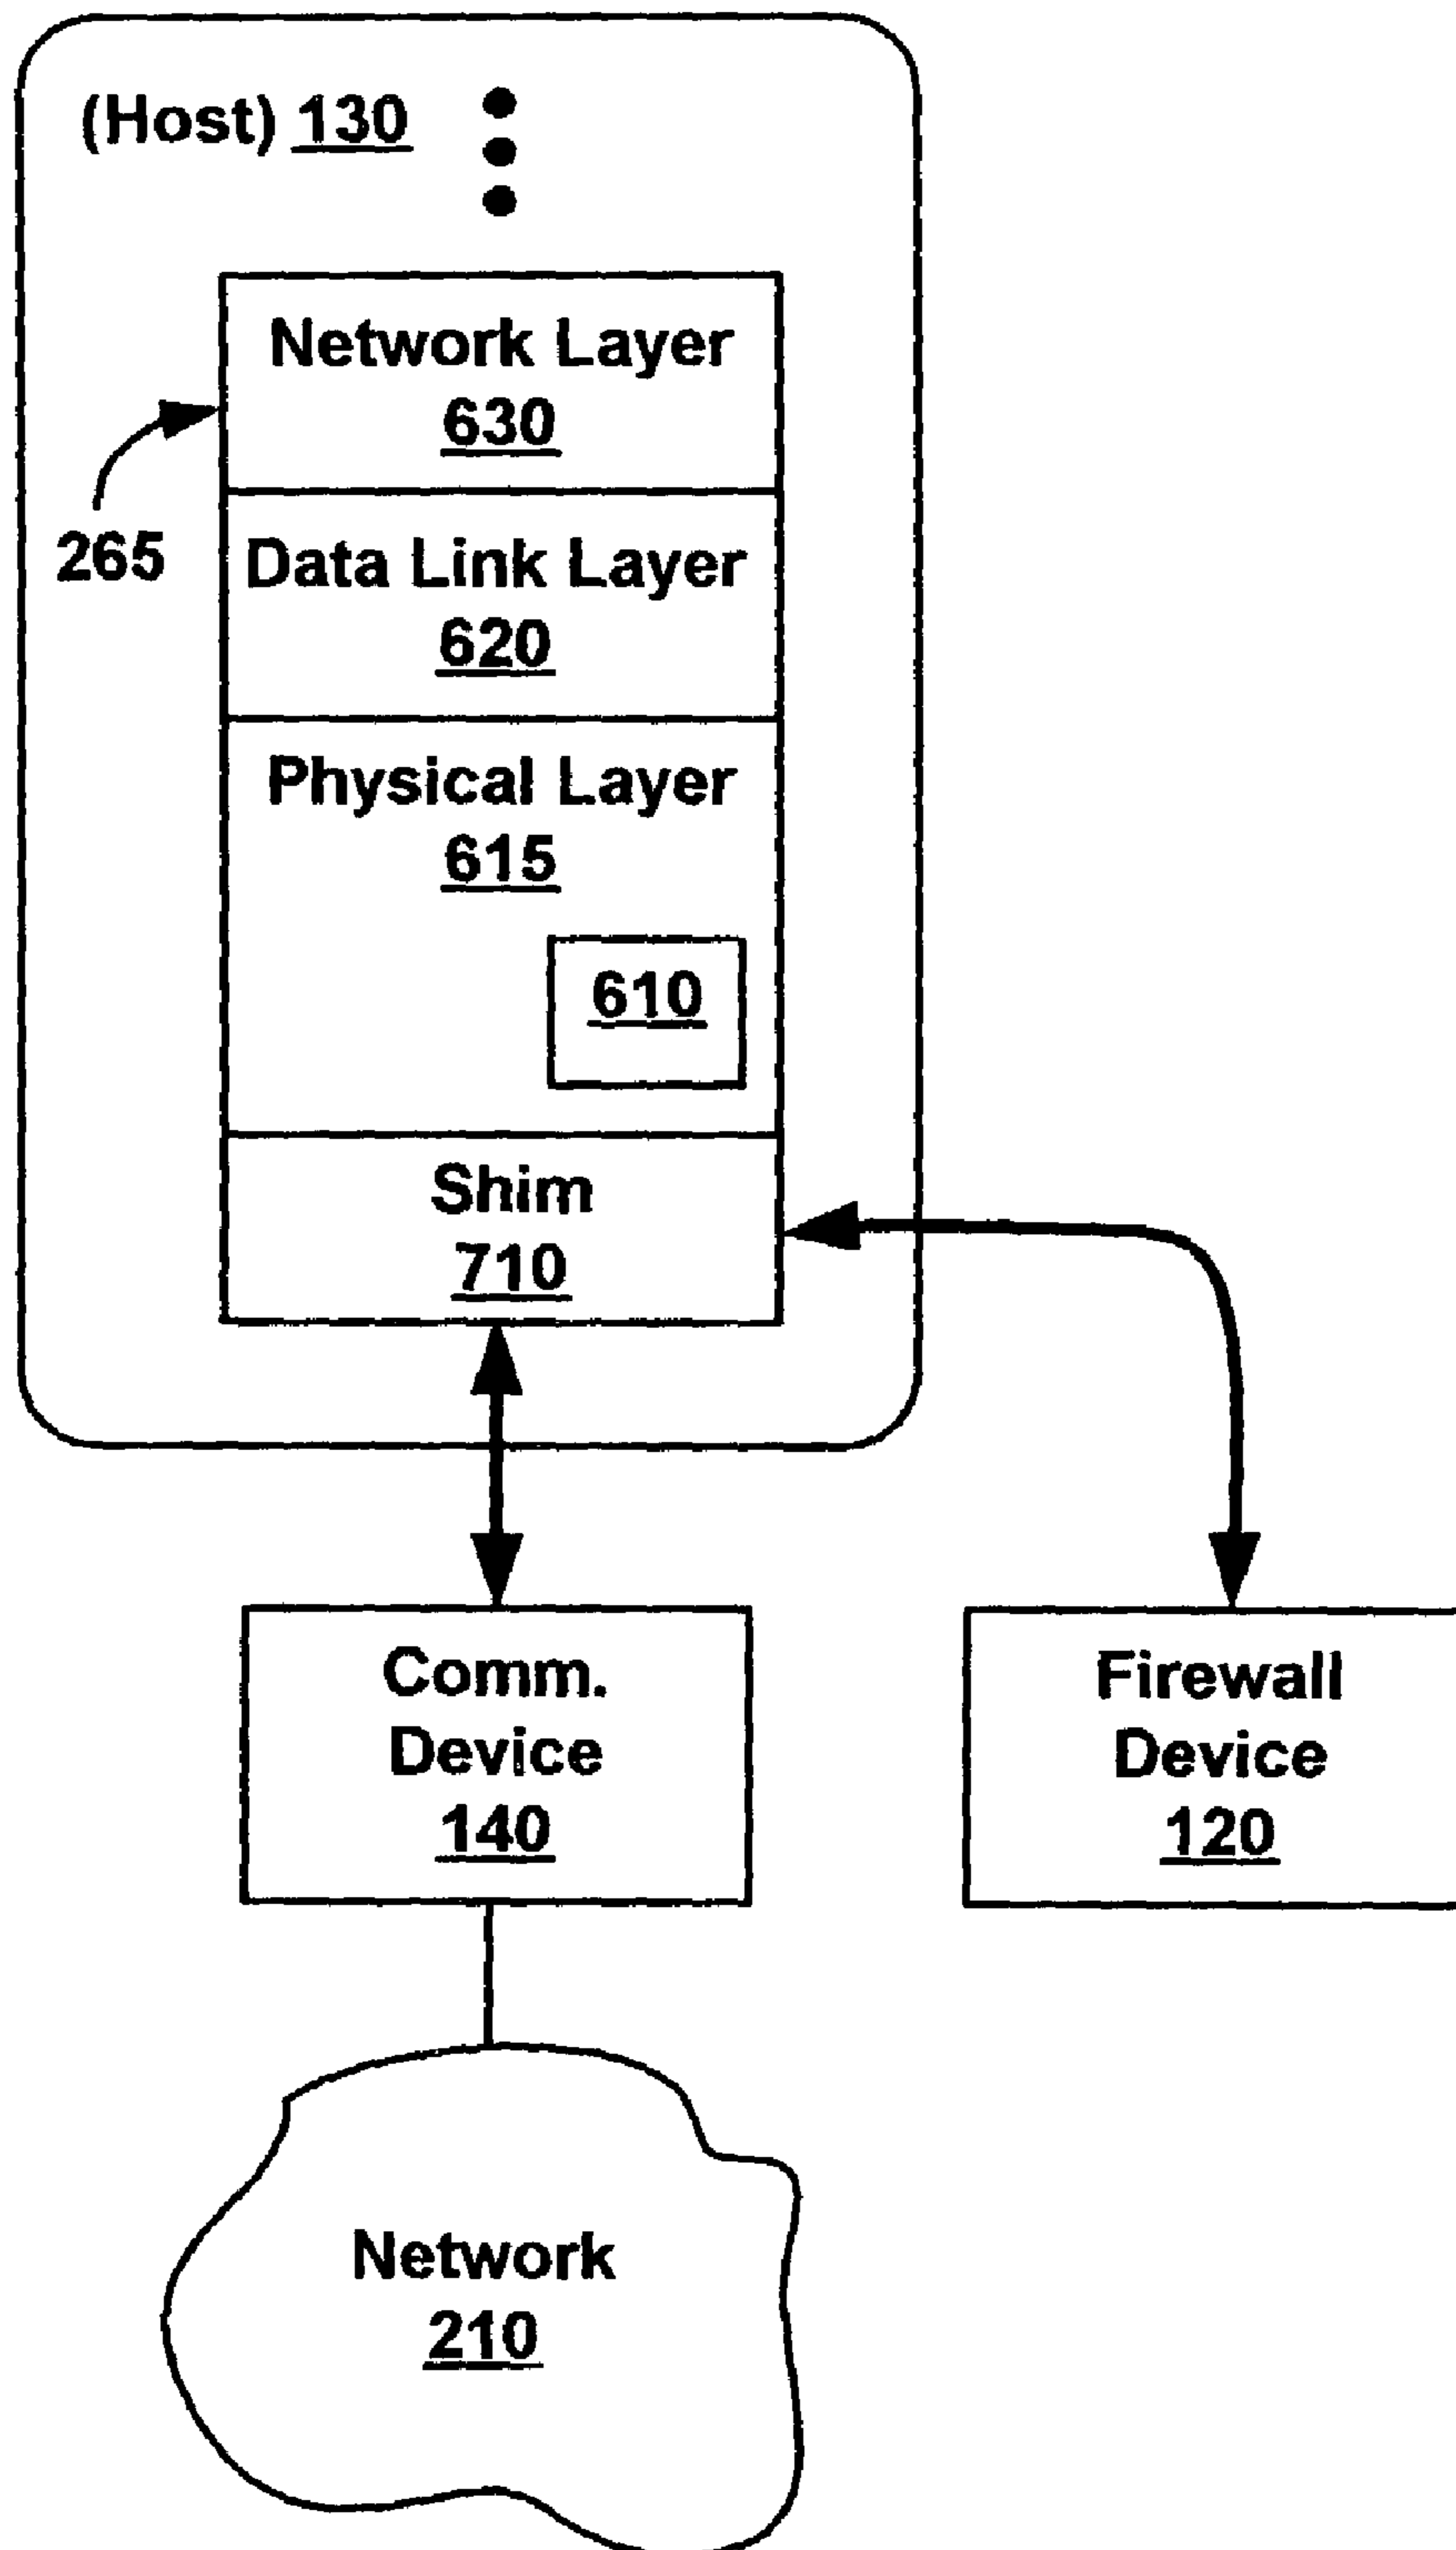 (Host) 130
Network Layer
630
265
Data Link Layer
620
Physical Layer
615
610
Shim
710
Comm.
Device
140
Firewall
Device
120
Network
210